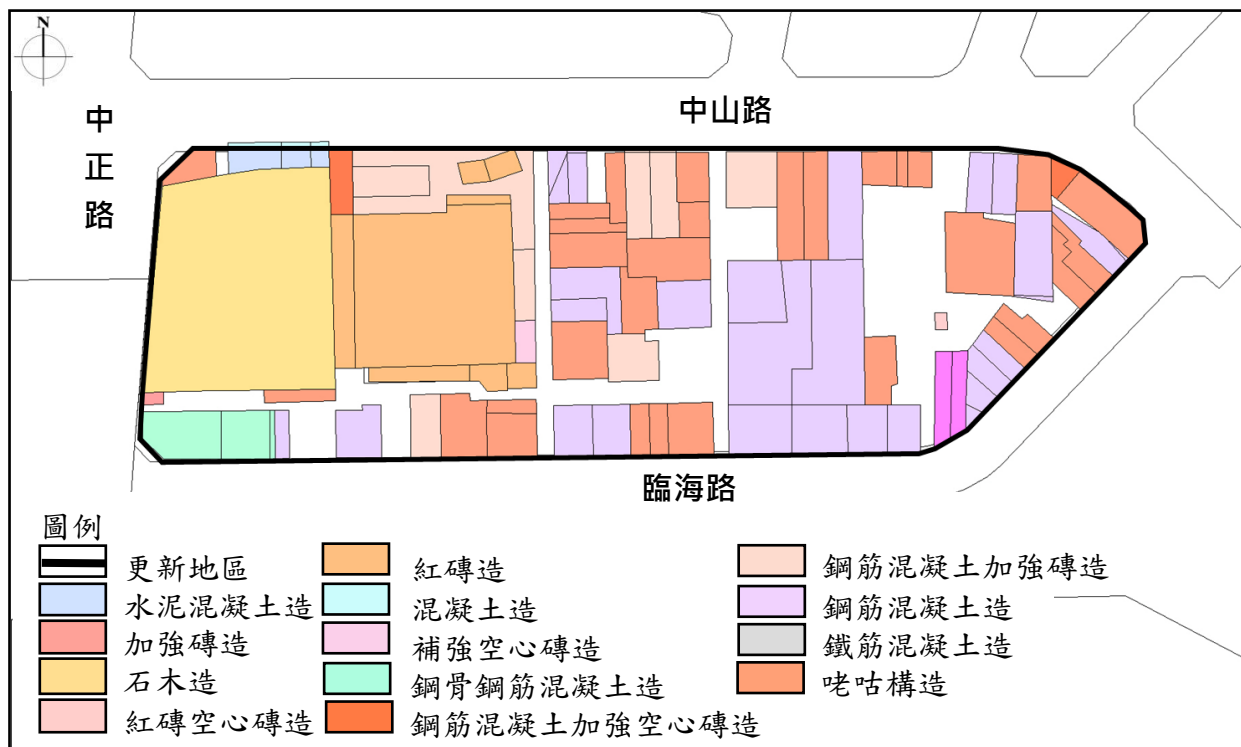 N
中正路
中山路
臨海路
圖例
更新地區
水泥混凝土造
加強磚造
石木造
紅磚空心磚造
紅磚造
混凝土造
補強空心磚造
鋼骨鋼筋混凝土造
鋼筋混凝土加強空心磚造
鋼筋混凝土加強磚造
鋼筋混凝土造
鐵筋混凝土造
咾咕構造